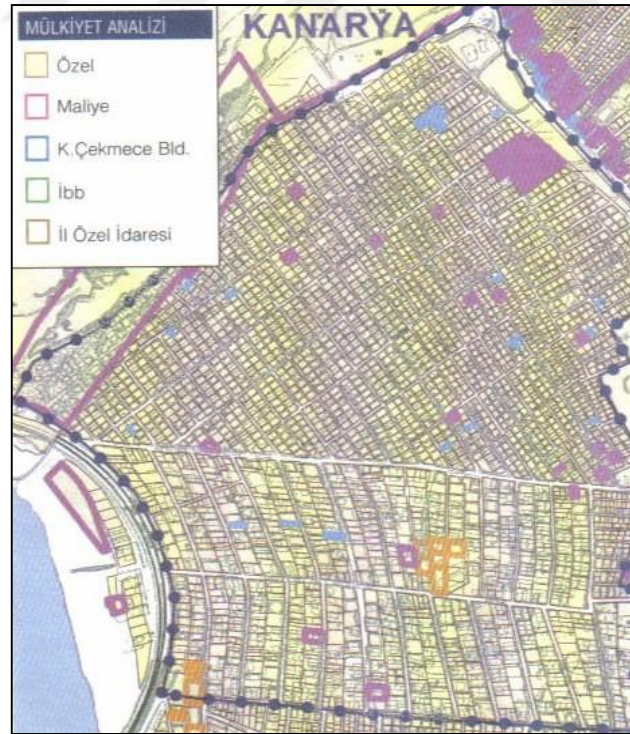 MÜLKİYET ANALİZİ
Özel
Maliye
K.Çekmece Bld.
İbb
İl Özel İdaresi
KANARYA